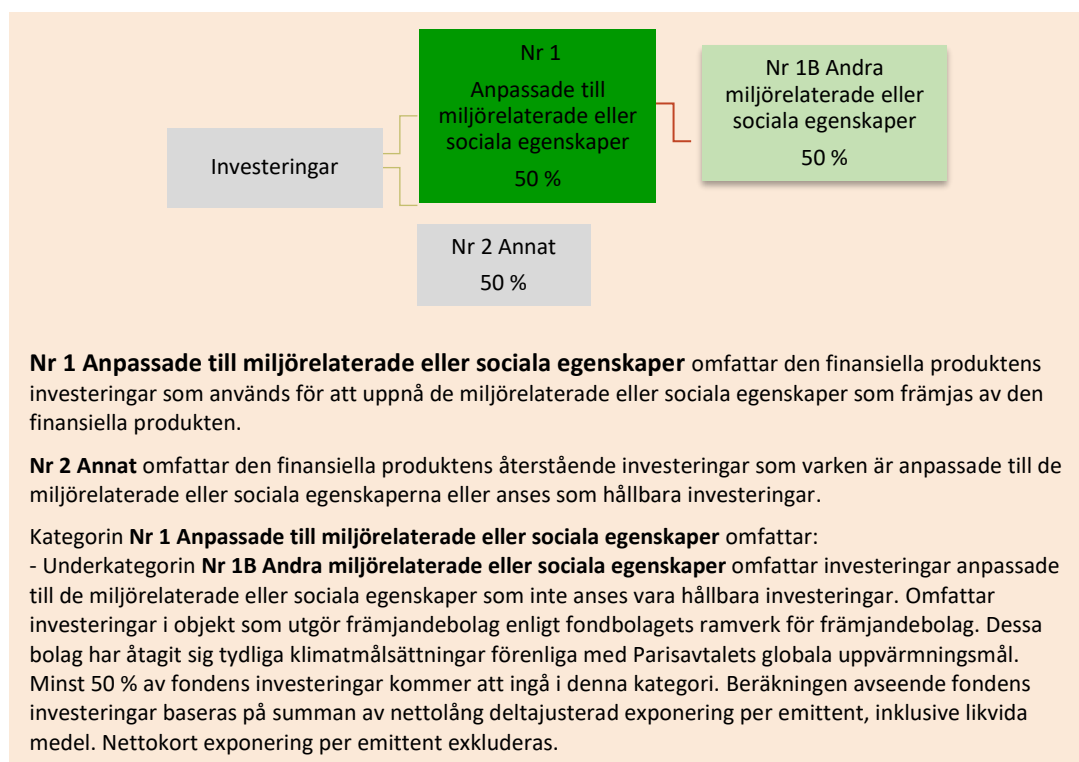 Investeringar
Nr 1
Anpassade till
miljörelaterade eller
sociala egenskaper
50 %
Nr 1B Andra
miljörelaterade eller
sociala egenskaper
50 %
Nr 2 Annat
50 %
Nr 1 Anpassade till miljörelaterade eller sociala egenskaper omfattar den finansiella produktens
investeringar som används för att uppnå de miljörelaterade eller sociala egenskaper som främjas av den
finansiella produkten.
Nr 2 Annat omfattar den finansiella produktens återstående investeringar som varken är anpassade till de
miljörelaterade eller sociala egenskaperna eller anses som hållbara investeringar.
Kategorin Nr 1 Anpassade till miljörelaterade eller sociala egenskaper omfattar:
- Underkategorin Nr 1B Andra miljörelaterade eller sociala egenskaper omfattar investeringar anpassade
till de miljörelaterade eller sociala egenskaper som inte anses vara hållbara investeringar. Omfattar
investeringar i objekt som utgör främjandebolag enligt fondbolagets ramverk för främjandebolag. Dessa
bolag har åtagit sig tydliga klimatmålsättningar förenliga med Parisavtalets globala uppvärmningsmål.
Minst 50 % av fondens investeringar kommer att ingå i denna kategori. Beräkningen avseende fondens
investeringar baseras på summan av nettolång deltajusterad exponering per emittent, inklusive likvida
medel. Nettokort exponering per emittent exkluderas.